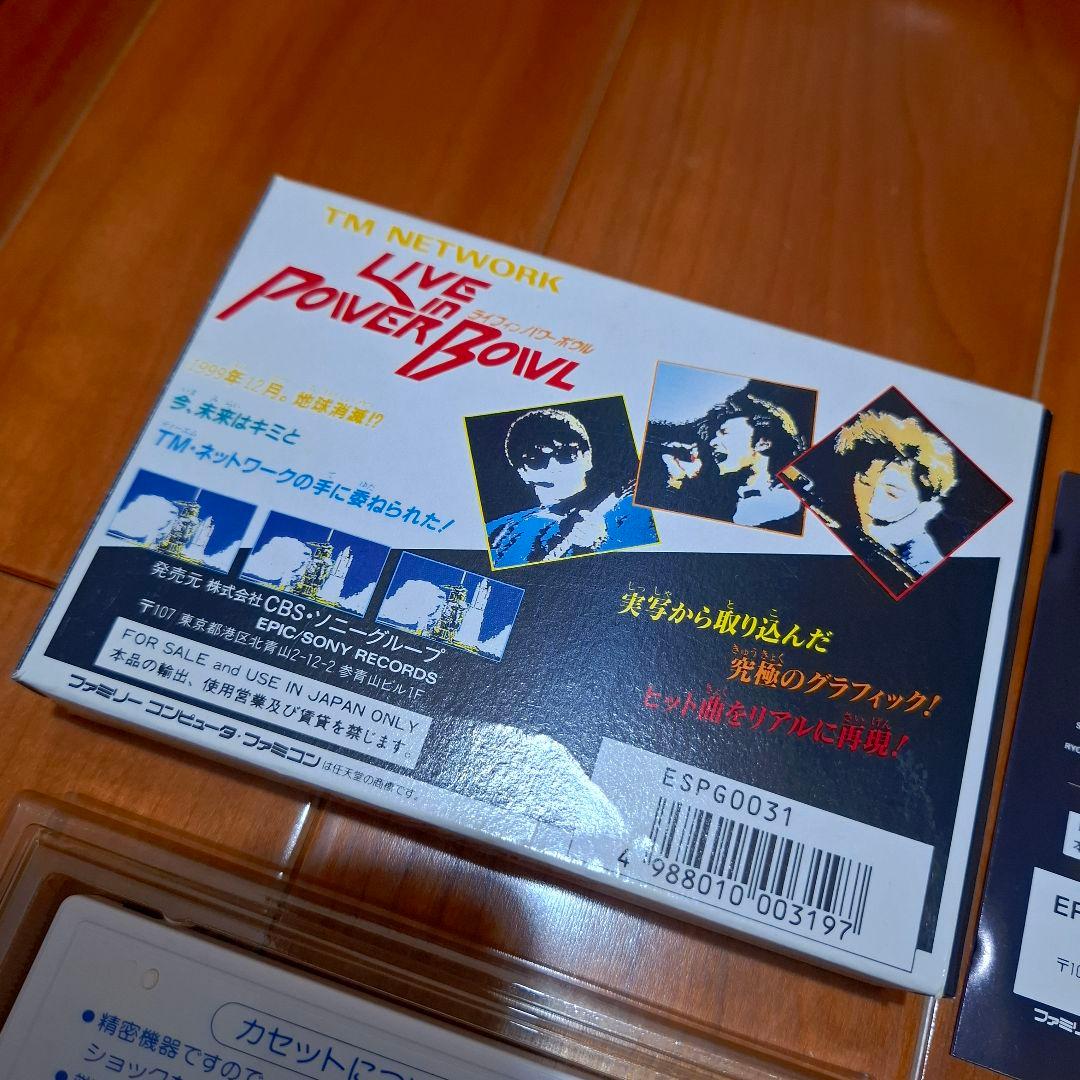 TM NETWORK
LIVE
in
POWER BOWL
ライブ イン パワーボウル
1999年12月。地球消滅!?
今、未来はキミと
TM・ネットワークの手に委ねられた!
発売元 株式会社CBS・ソニーグループ
EPIC/SONY RECORDS
〒107 東京都港区北青山2-12-2 参青山ビル1F
FOR SALE and USE IN JAPAN ONLY
本品の輸出、使用営業及び賃貸を禁じます。
ファミリー コンピュータ・ファミコンは任天堂の商標です。
実写から取り込んだ
究極のグラフィック!
ヒット曲をリアルに再現!
ESPG0031
4 988010 003197
カセットに
●精密機器ですので
ショック
〒10
ファミリ